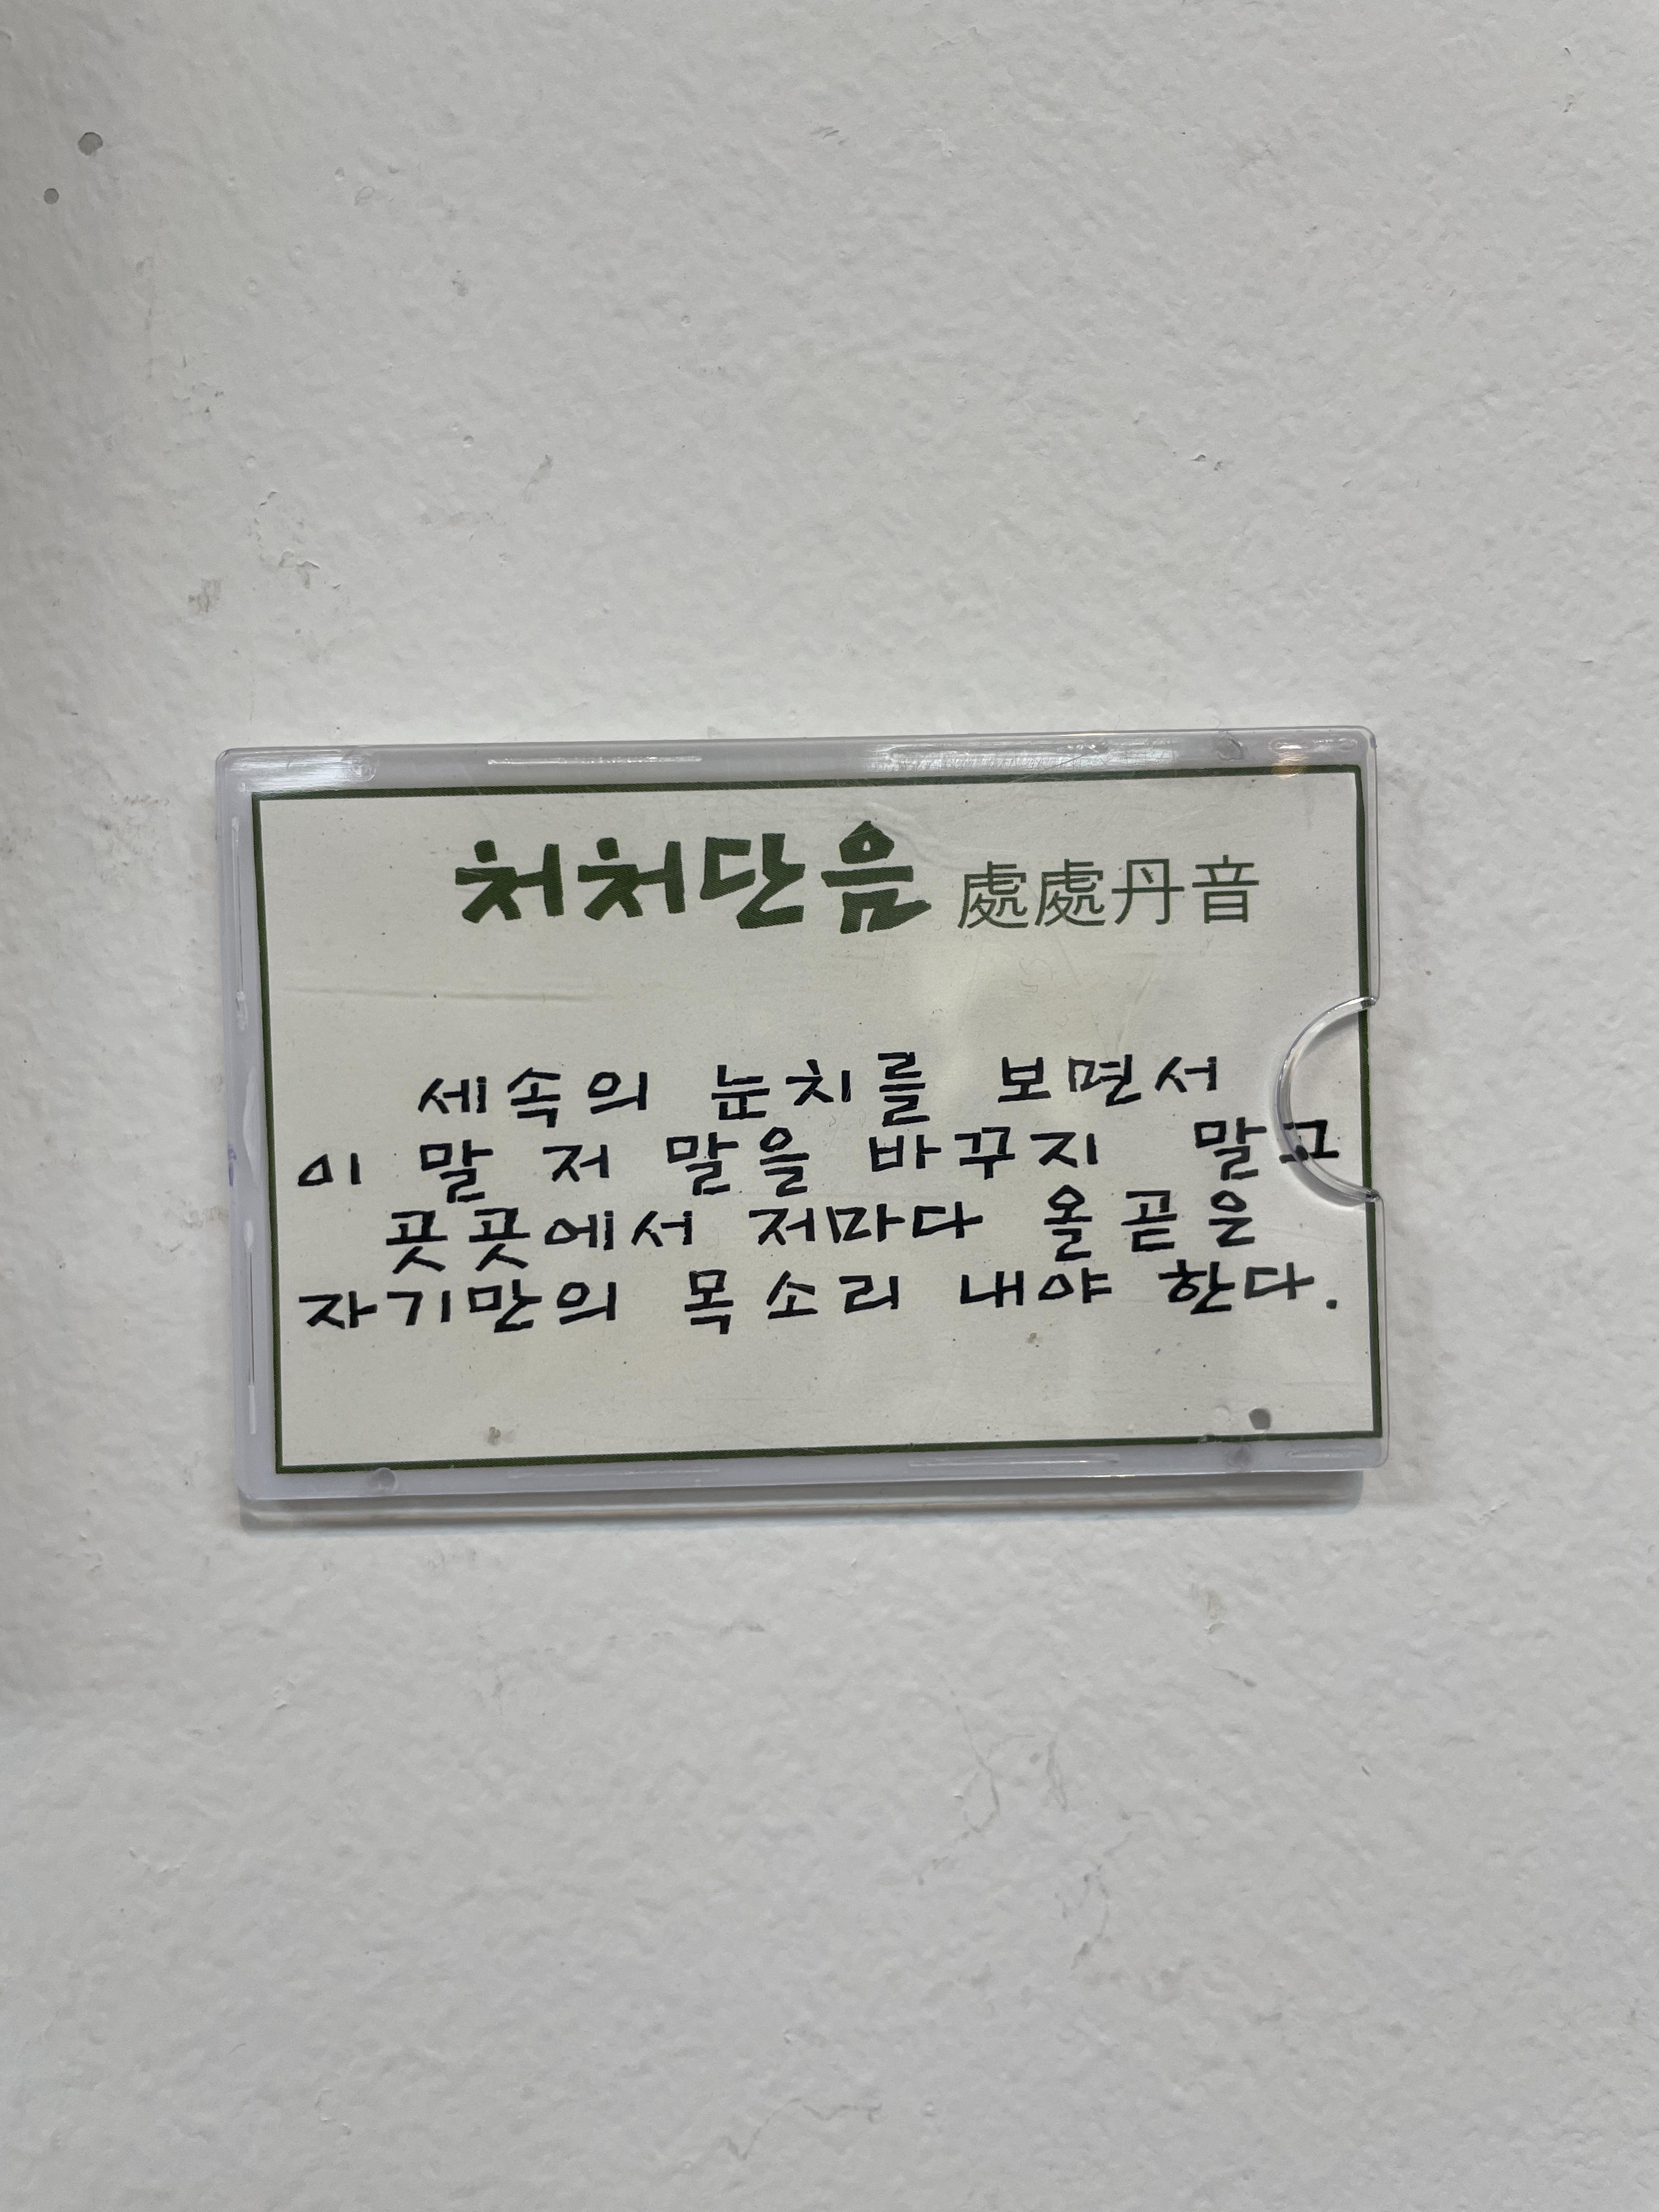 처처단음 處處丹音
세속의 눈치를 보면서
이 말 저 말을 바꾸지 말고
곳곳에서 저마다 올곧은
자기만의 목소리 내야 한다.